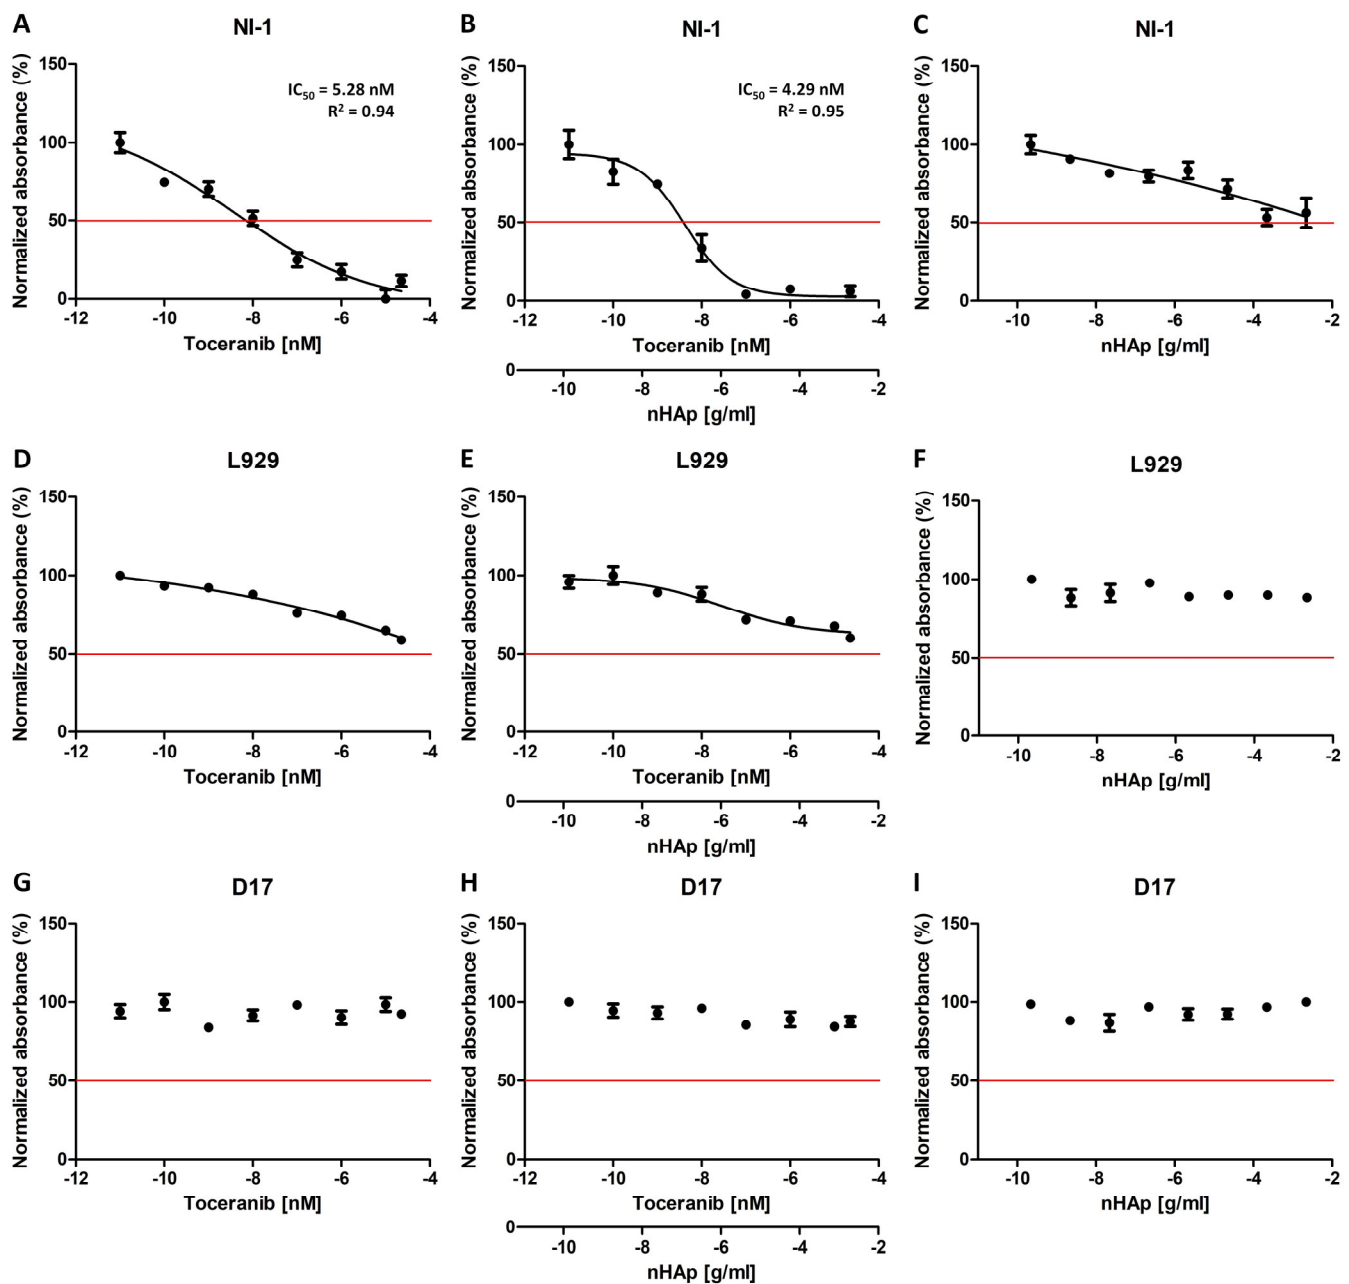 A
NI-1
Normalized absorbance (%)
150
100
50
0
IC50 = 5.28 nM
R2 = 0.94
-12 -10 -8 -6 -4
Toceranib [nM]
B
NI-1
Normalized absorbance (%)
150
100
50
0
IC50 = 4.29 nM
R2 = 0.95
-12 -10 -8 -6 -4
Toceranib [nM]
0
-10 -8 -6 -4 -2
nHAp [g/ml]
C
NI-1
Normalized absorbance (%)
150
100
50
0
-10 -8 -6 -4 -2
nHAp [g/ml]
D
L929
Normalized absorbance (%)
150
100
50
0
-12 -10 -8 -6 -4
Toceranib [nM]
E
L929
Normalized absorbance (%)
150
100
50
0
-12 -10 -8 -6 -4
Toceranib [nM]
0
-10 -8 -6 -4 -2
nHAp [g/ml]
F
L929
Normalized absorbance (%)
150
100
50
0
-10 -8 -6 -4 -2
nHAp [g/ml]
G
D17
Normalized absorbance (%)
150
100
50
0
-12 -10 -8 -6 -4
Toceranib [nM]
H
D17
Normalized absorbance (%)
150
100
50
0
-12 -10 -8 -6 -4
Toceranib [nM]
0
-10 -8 -6 -4 -2
nHAp [g/ml]
I
D17
Normalized absorbance (%)
150
100
50
0
-10 -8 -6 -4 -2
nHAp [g/ml]